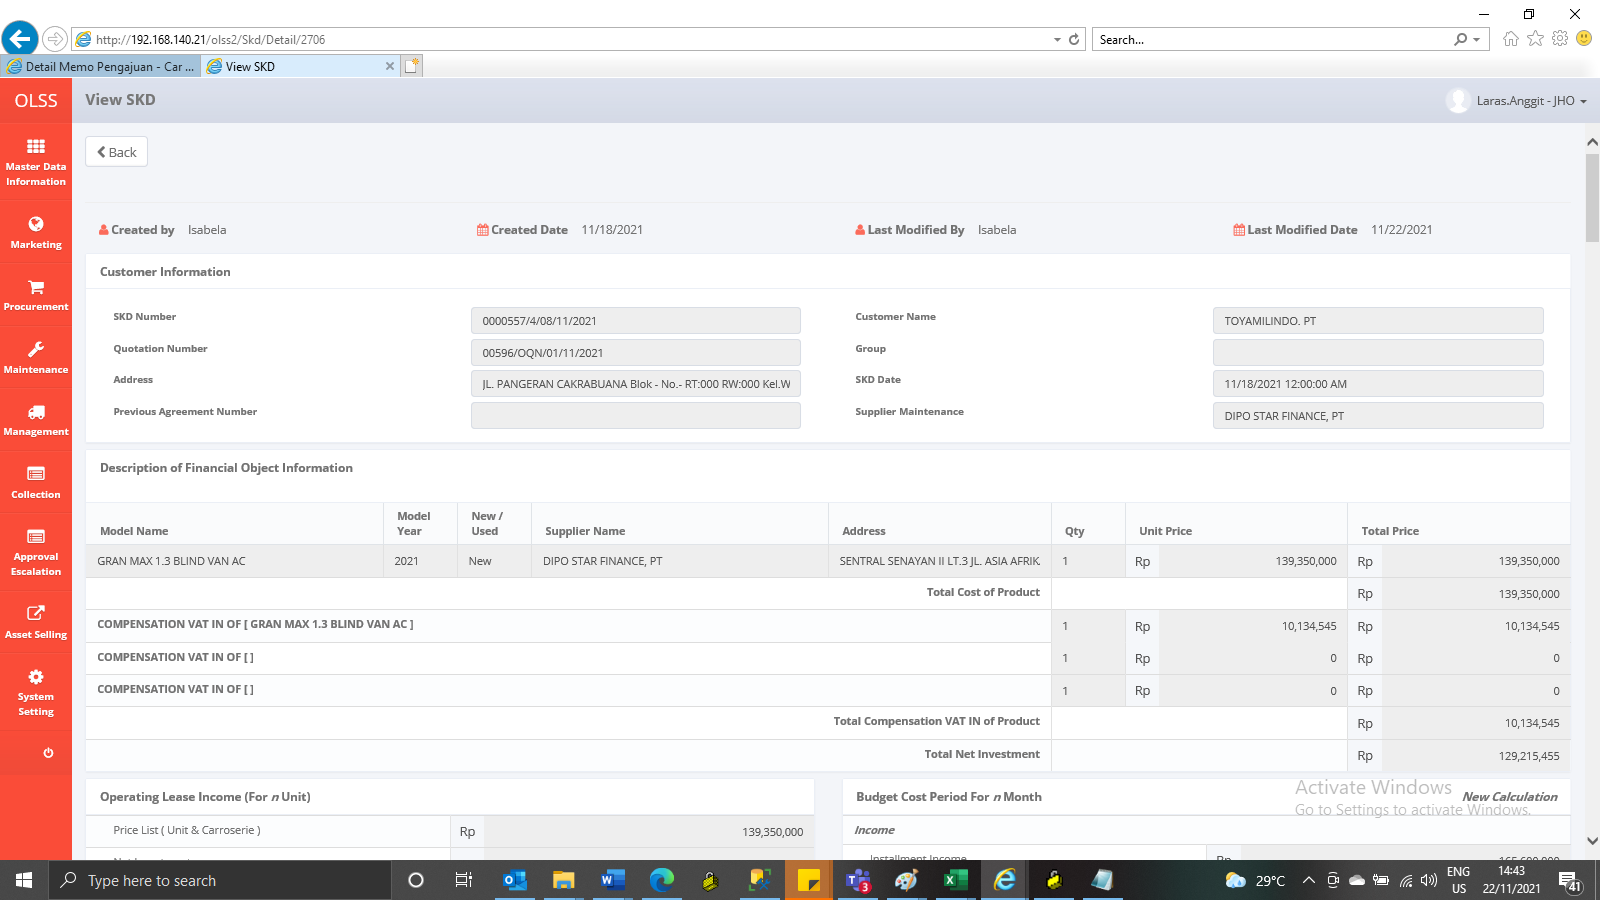 http://192.168.140.21/olss2/Skd/Detail/2706
Search...
Detail Memo Pengajuan - Car ...
View SKD
OLSS
View SKD
Laras.Anggit - JHO
Back
Master Data Information
Marketing
Procurement
Maintenance
Management
Collection
Approval Escalation
Asset Selling
System Setting
Created by Isabela
Created Date 11/18/2021
Last Modified By Isabela
Last Modified Date 11/22/2021
Customer Information
SKD Number 0000557/4/08/11/2021
Customer Name TOYAMILINDO. PT
Quotation Number 00596/OQN/01/11/2021
Group
Address JL. PANGERAN CAKRABUANA Blok - No.- RT:000 RW:000 Kel.W
SKD Date 11/18/2021 12:00:00 AM
Previous Agreement Number
Supplier Maintenance DIPO STAR FINANCE, PT
Description of Financial Object Information
Model Name Model Year New / Used Supplier Name Address Qty Unit Price Total Price
GRAN MAX 1.3 BLIND VAN AC 2021 New DIPO STAR FINANCE, PT SENTRAL SENAYAN II LT.3 JL. ASIA AFRIK 1 Rp 139,350,000 Rp 139,350,000
Total Cost of Product Rp 139,350,000
COMPENSATION VAT IN OF [ GRAN MAX 1.3 BLIND VAN AC ] 1 Rp 10,134,545 Rp 10,134,545
COMPENSATION VAT IN OF [ ] 1 Rp 0 Rp 0
COMPENSATION VAT IN OF [ ] 1 Rp 0 Rp 0
Total Compensation VAT IN of Product Rp 10,134,545
Total Net Investment Rp 129,215,455
Operating Lease Income (For n Unit)
Price List ( Unit & Carroserie ) Rp 139,350,000
Budget Cost Period For n Month
New Calculation
Income
Installment Income Rp
Activate Windows
Go to Settings to activate Windows.
Type here to search
3
29°C
ENG
US
14:43
22/11/2021
41